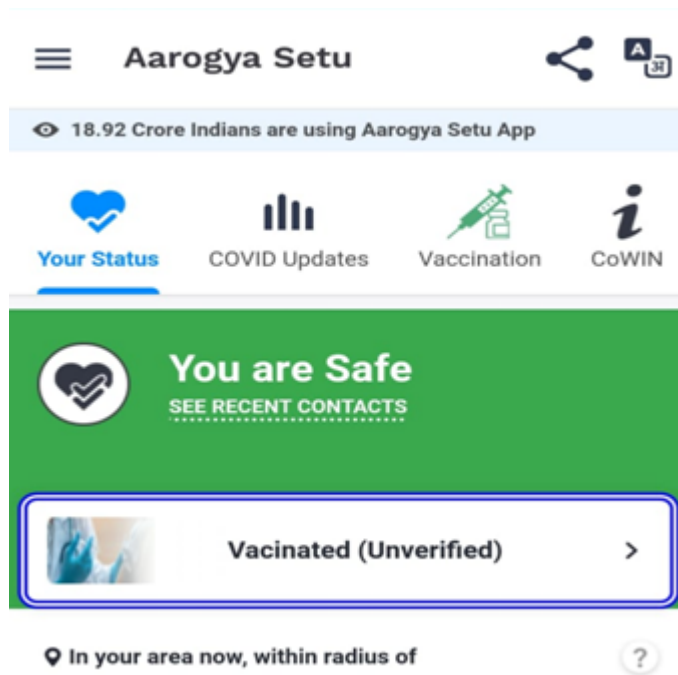 Aarogya Setu
A
अ
18.92 Crore Indians are using Aarogya Setu App
Your Status COVID Updates Vaccination CoWIN
You are Safe
SEE RECENT CONTACTS
Vacinated (Unverified)
In your area now, within radius of
?